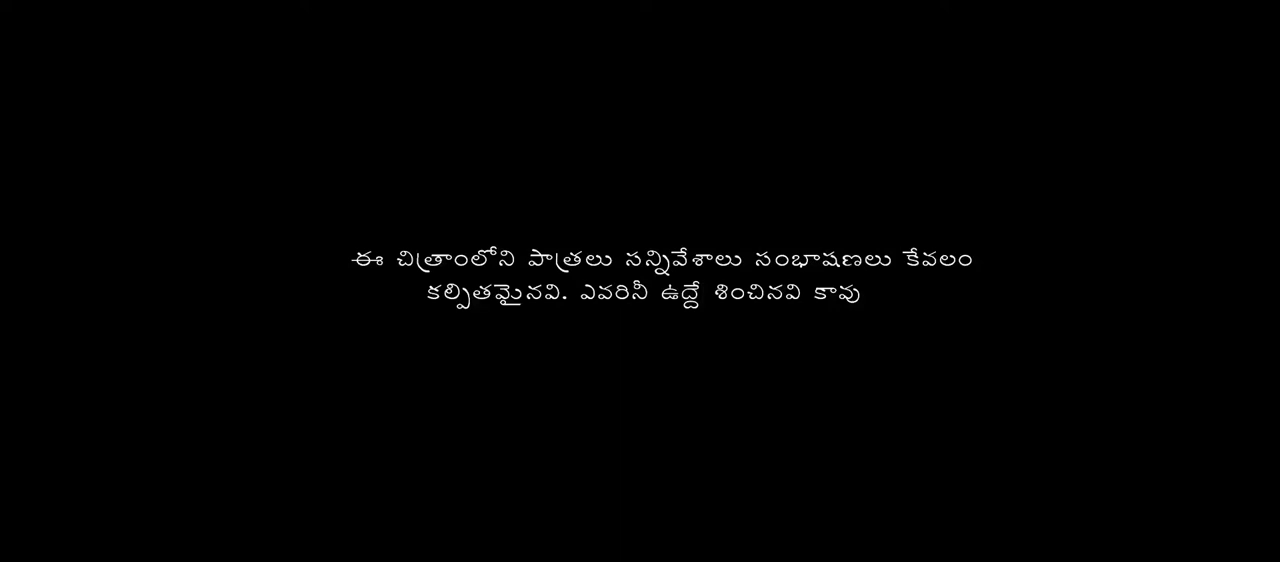 ఈ చిత్రాంలోని పాత్రలు సన్నివేశాలు సంభాషణలు కేవలం
కల్పితమైనవి. ఎవరినీ ఉద్దే శించినవి కావు